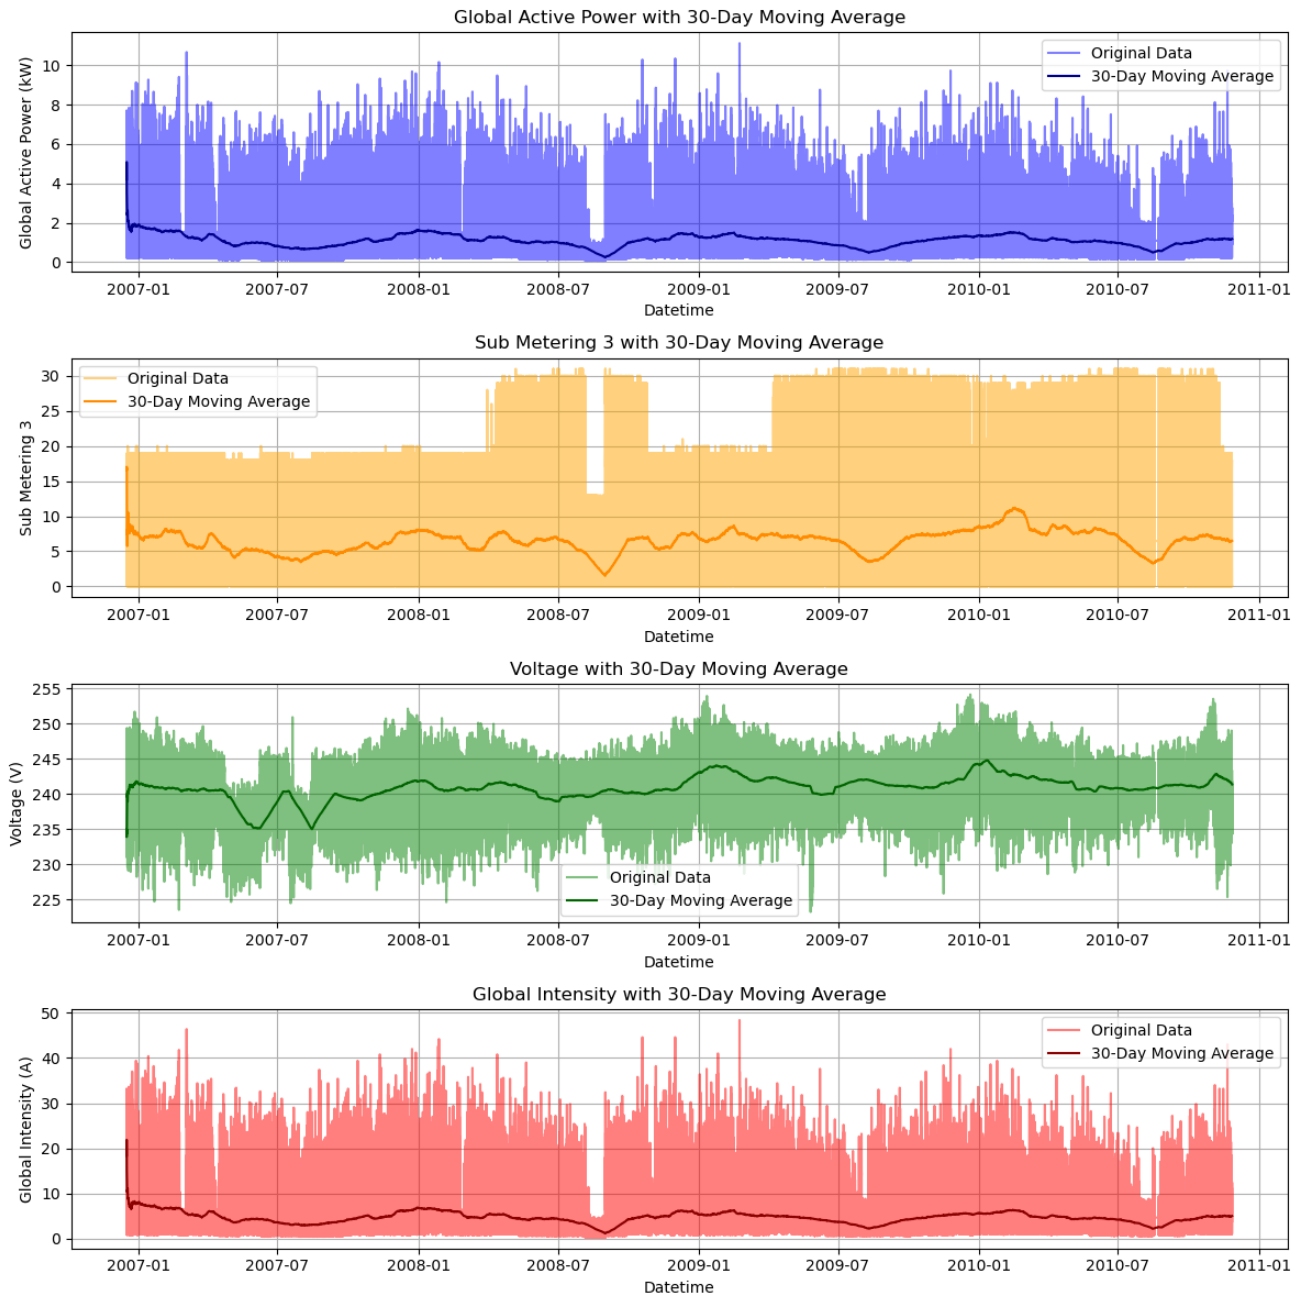 Global Active Power with 30-Day Moving Average
Global Active Power (kW)
10
8
6
4
2
0
Original Data
30-Day Moving Average
2007-01 2007-07 2008-01 2008-07 2009-01 2009-07 2010-01 2010-07 2011-01
Datetime
Sub Metering 3 with 30-Day Moving Average
Sub Metering 3
30
25
20
15
10
5
0
Original Data
30-Day Moving Average
2007-01 2007-07 2008-01 2008-07 2009-01 2009-07 2010-01 2010-07 2011-01
Datetime
Voltage with 30-Day Moving Average
Voltage (V)
255
250
245
240
235
230
225
Original Data
30-Day Moving Average
2007-01 2007-07 2008-01 2008-07 2009-01 2009-07 2010-01 2010-07 2011-01
Datetime
Global Intensity with 30-Day Moving Average
Global Intensity (A)
50
40
30
20
10
0
Original Data
30-Day Moving Average
2007-01 2007-07 2008-01 2008-07 2009-01 2009-07 2010-01 2010-07 2011-01
Datetime